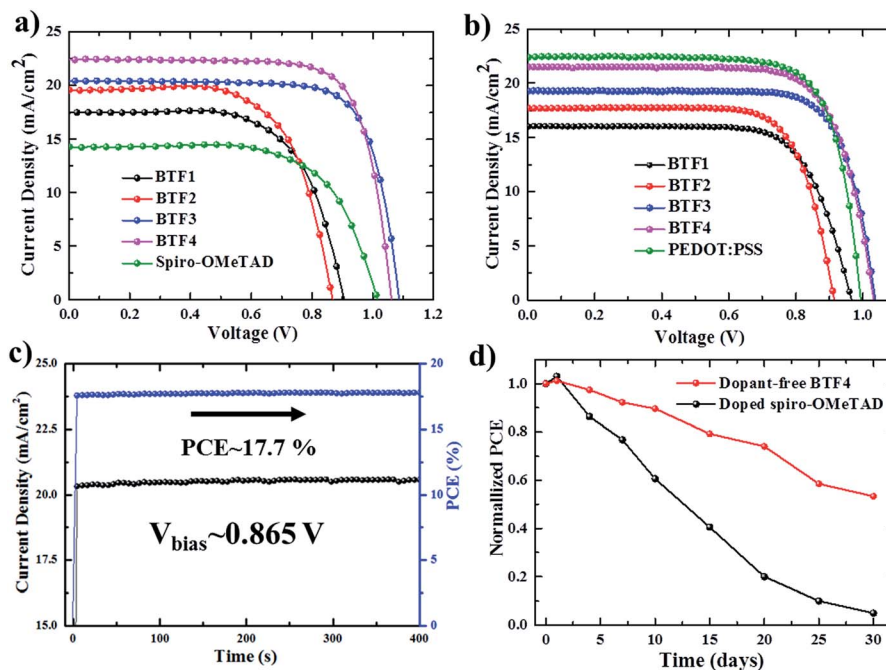 a)
25
20
15
10
5
0
Current Density (mA/cm²)
BTF1
BTF2
BTF3
BTF4
Spiro-OMeTAD
0.0 0.2 0.4 0.6 0.8 1.0 1.2
Voltage (V)
b)
25
20
15
10
5
0
Current Density (mA/cm²)
BTF1
BTF2
BTF3
BTF4
PEDOT:PSS
0.0 0.2 0.4 0.6 0.8 1.0
Voltage (V)
c)
25.0
22.5
20.0
17.5
15.0
Current Density (mA/cm²)
PCE~17.7 %
Vbias~0.865 V
20
15
10
5
0
PCE (%)
0 100 200 300 400
Time (s)
d)
1.0
0.8
0.6
0.4
0.2
0.0
Normallized PCE
Dopant-free BTF4
Doped spiro-OMeTAD
0 5 10 15 20 25 30
Time (days)